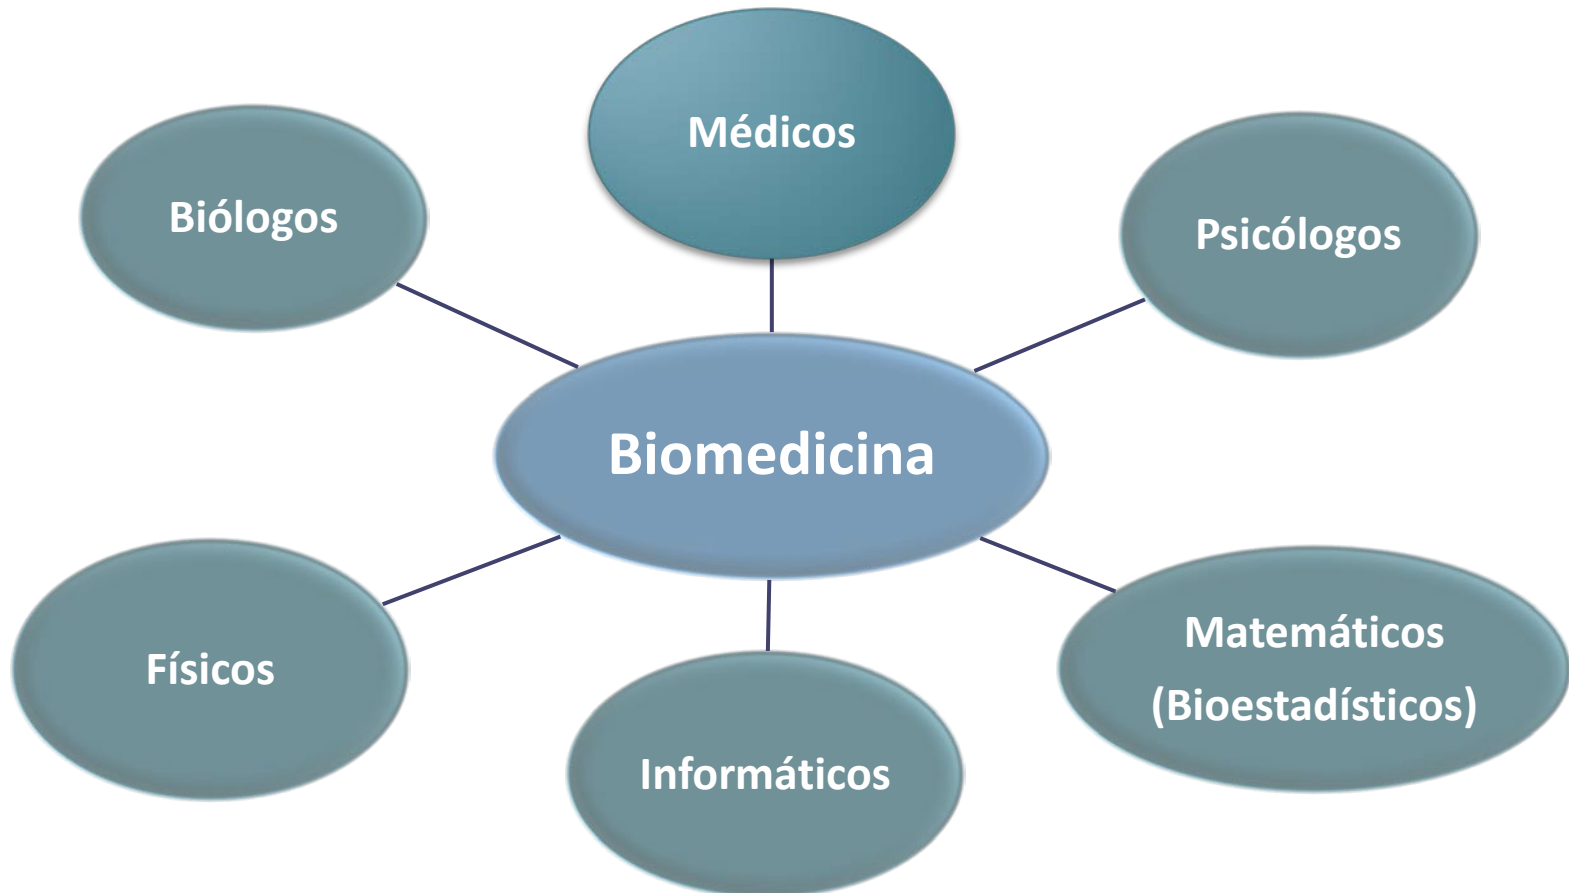 Médicos
Biólogos
Psicólogos
Biomedicina
Físicos
Matemáticos
(Bioestadísticos)
Informáticos